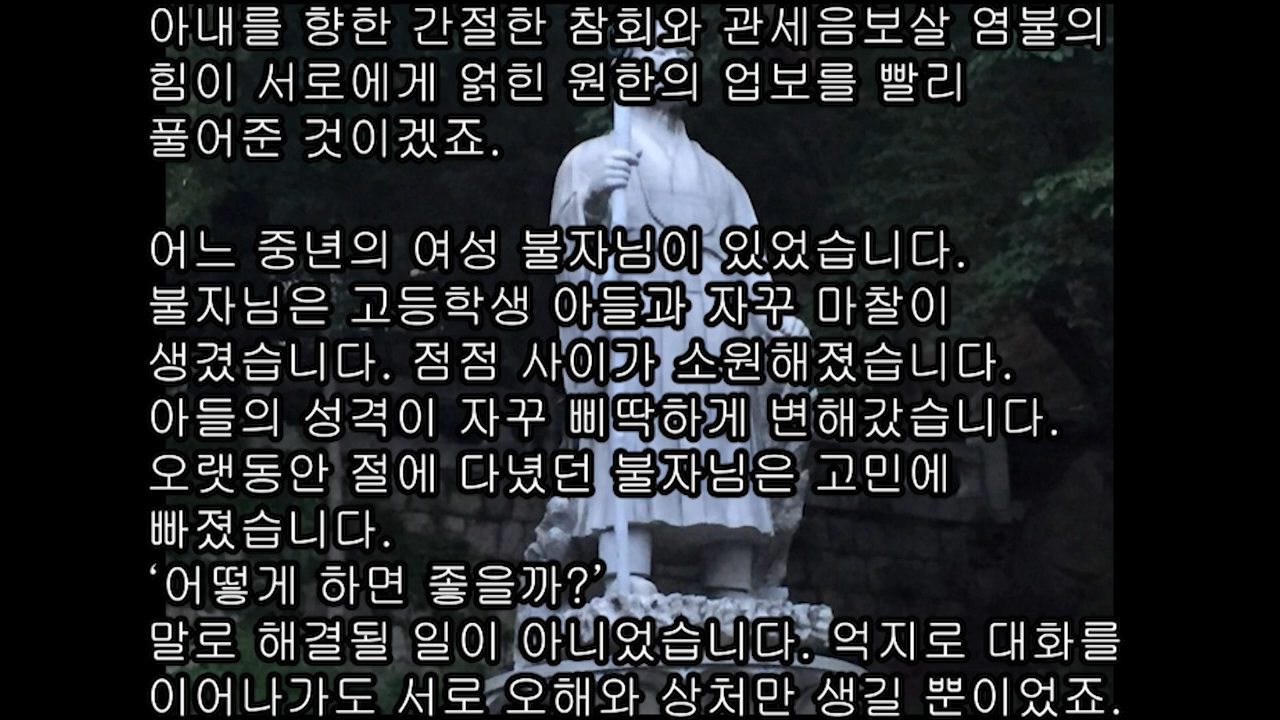 아내를 향한 간절한 참회와 관세음보살 염불의
힘이 서로에게 얽힌 원한의 업보를 빨리
풀어준 것이겠죠.
어느 중년의 여성 불자님이 있었습니다.
불자님은 고등학생 아들과 자꾸 마찰이
생겼습니다. 점점 사이가 소원해졌습니다.
아들의 성격이 자꾸 삐딱하게 변해갔습니다.
오랫동안 절에 다녔던 불자님은 고민에
빠졌습니다.
‘어떻게 하면 좋을까?’
말로 해결될 일이 아니었습니다. 억지로 대화를
이어나가도 서로 오해와 상처만 생길 뿐이었죠.